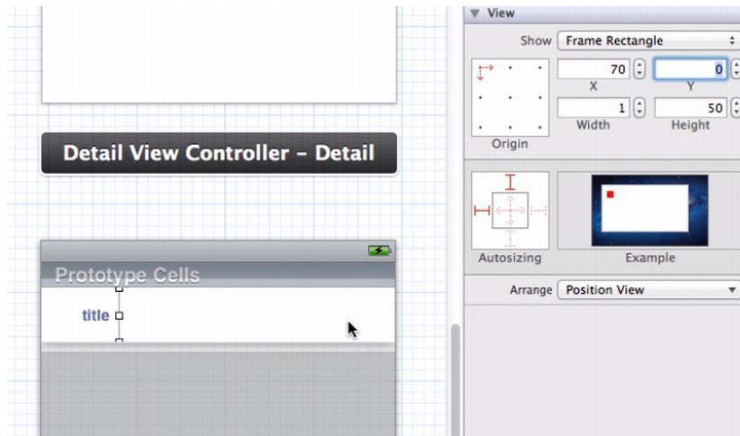 View
Show Frame Rectangle
70 0
X Y
1 50
Width Height
Origin
Detail View Controller – Detail
Autosizing Example
Prototype Cells
Arrange Position View
title